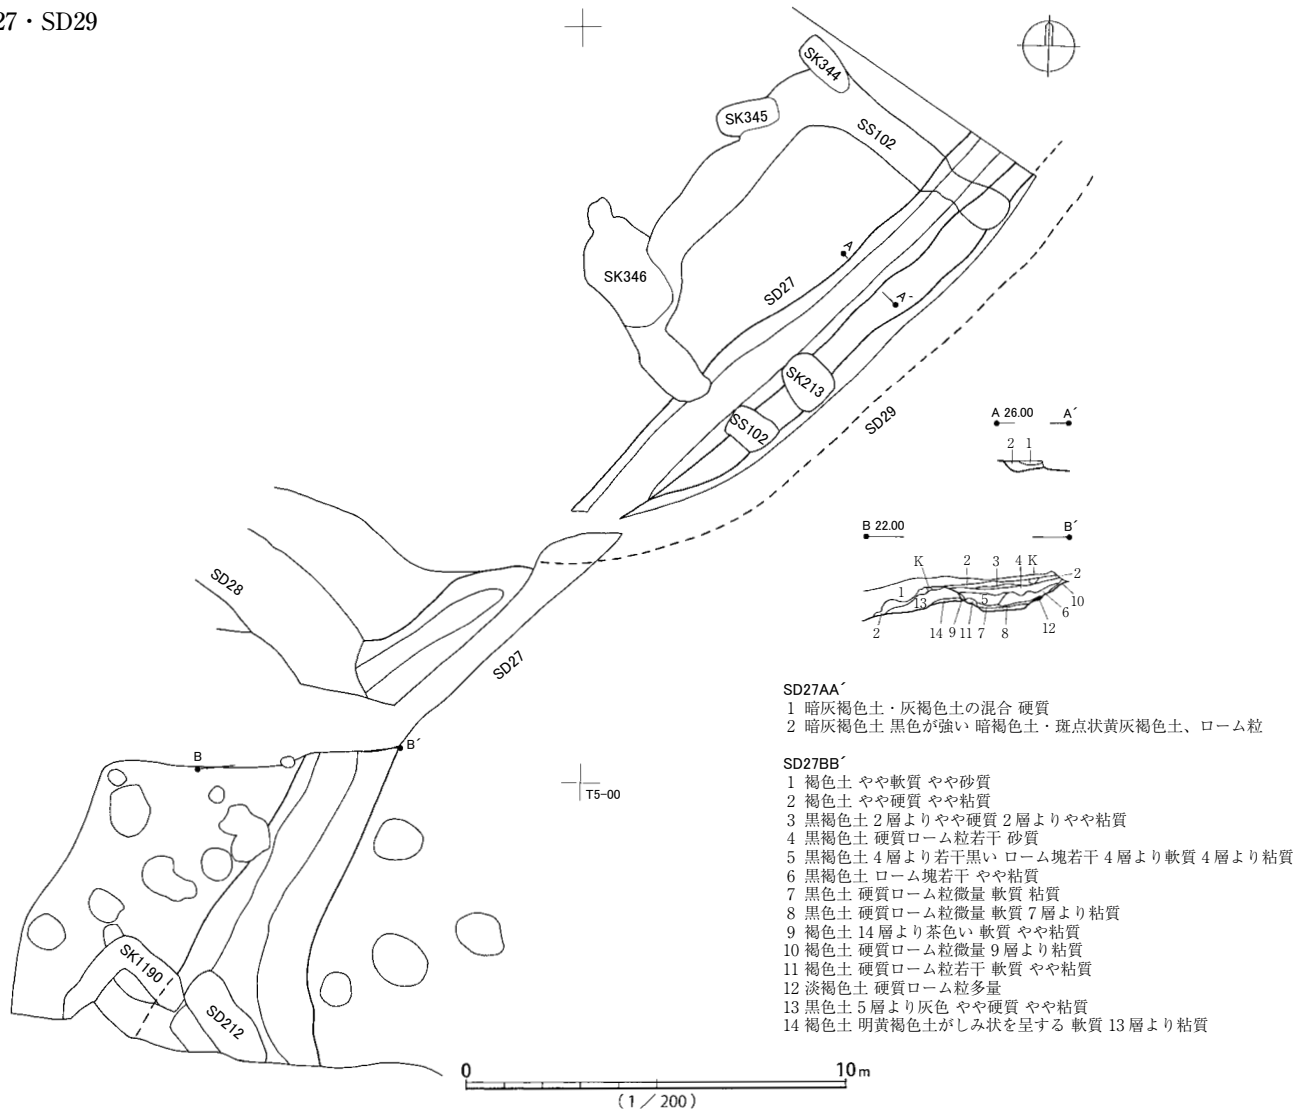 27・SD29
SK344
SK345
SS102
SK346
A
SD27
A´
SK213
SS102
SD29
A 26.00 A´
2 1
B 22.00 B´
K 2 3 4 K 2
1 13 5 10
6
2 14 9 11 7 8 12
SD28
SD27
B B´
T5-00
SK1190
SD212
SD27AA´
1 暗灰褐色土・灰褐色土の混合 硬質
2 暗灰褐色土 黒色が強い 暗褐色土・斑点状黄灰褐色土、ローム粒
SD27BB´
1 褐色土 やや軟質 やや砂質
2 褐色土 やや硬質 やや粘質
3 黒褐色土 2層よりやや硬質 2層よりやや粘質
4 黒褐色土 硬質ローム粒若干 砂質
5 黒褐色土 4層より若干黒い ローム塊若干 4層より軟質 4層より粘質
6 黒褐色土 ローム塊若干 やや粘質
7 黒色土 硬質ローム粒微量 軟質 粘質
8 黒色土 硬質ローム粒微量 軟質 7層より粘質
9 褐色土 14層より茶色い 軟質 やや粘質
10 褐色土 硬質ローム粒微量 9層より粘質
11 褐色土 硬質ローム粒若干 軟質 やや粘質
12 淡褐色土 硬質ローム粒多量
13 黒色土 5層より灰色 やや硬質 やや粘質
14 褐色土 明黄褐色土がしみ状を呈する 軟質 13層より粘質
0 10m
(1/200)